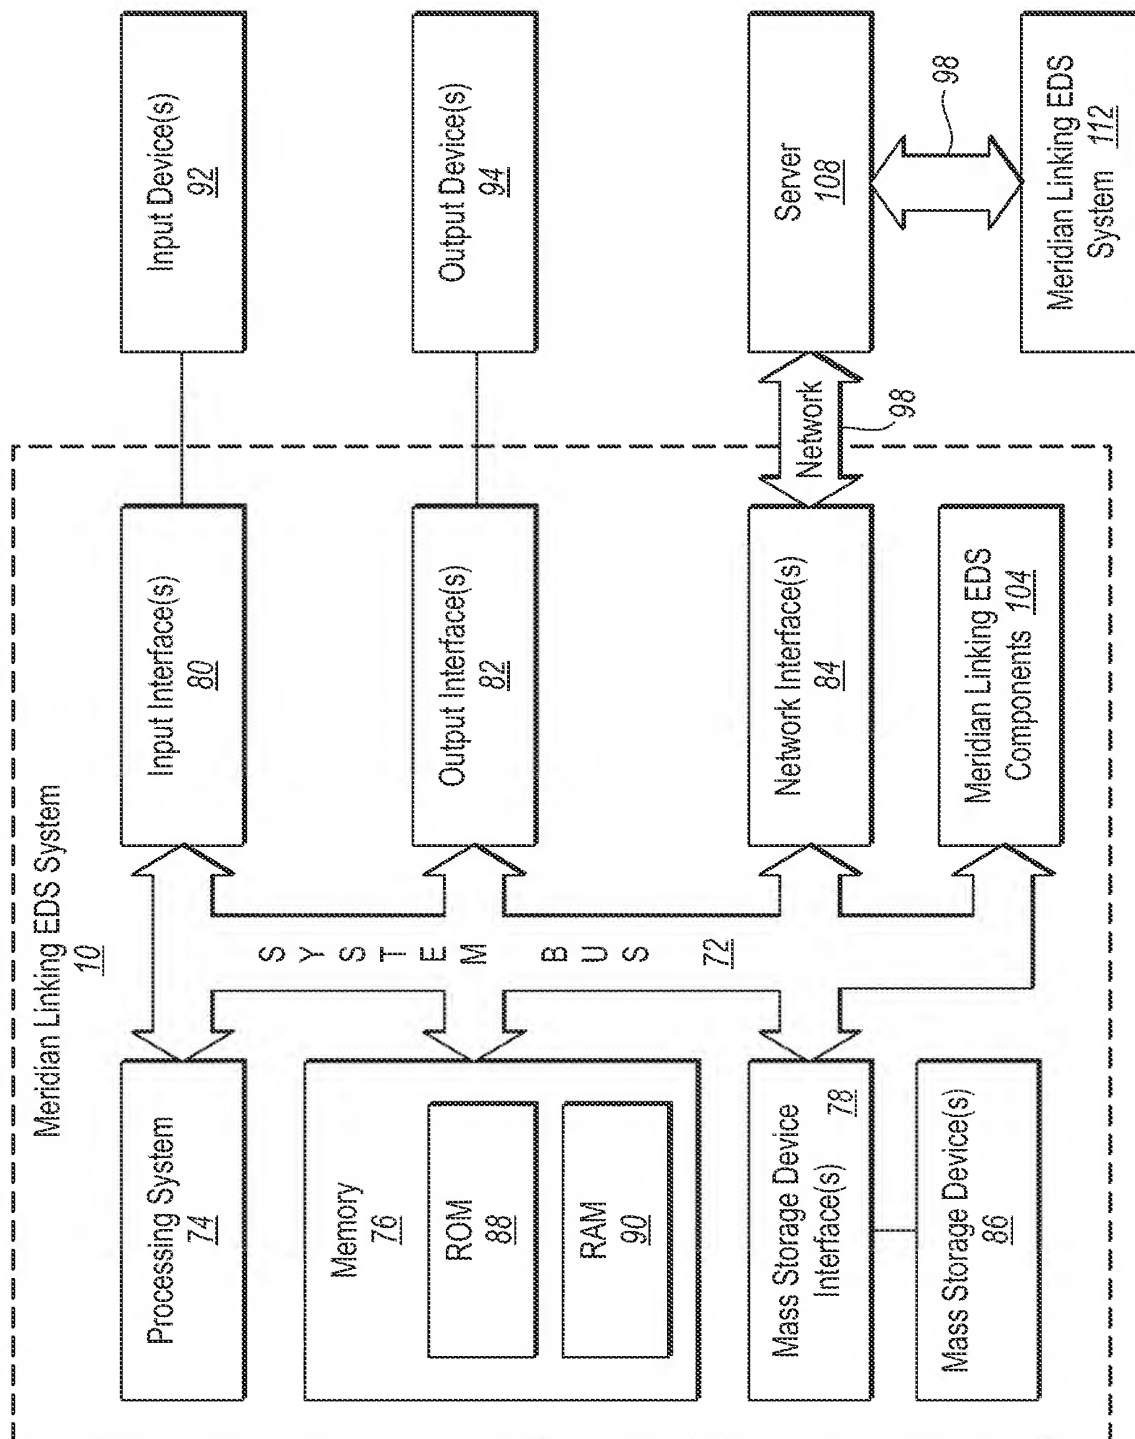 Meridian Linking EDS System
10
Processing System
74
Memory
76
ROM
88
RAM
90
Mass Storage Device
Interface(s)
78
Mass Storage Device(s)
86
SYSTEM BUS
72
Input Interface(s)
80
Output Interface(s)
82
Network Interface(s)
84
Meridian Linking EDS
Components 104
Input Device(s)
92
Output Device(s)
94
Network
98
Server
108
98
Meridian Linking EDS
System 112